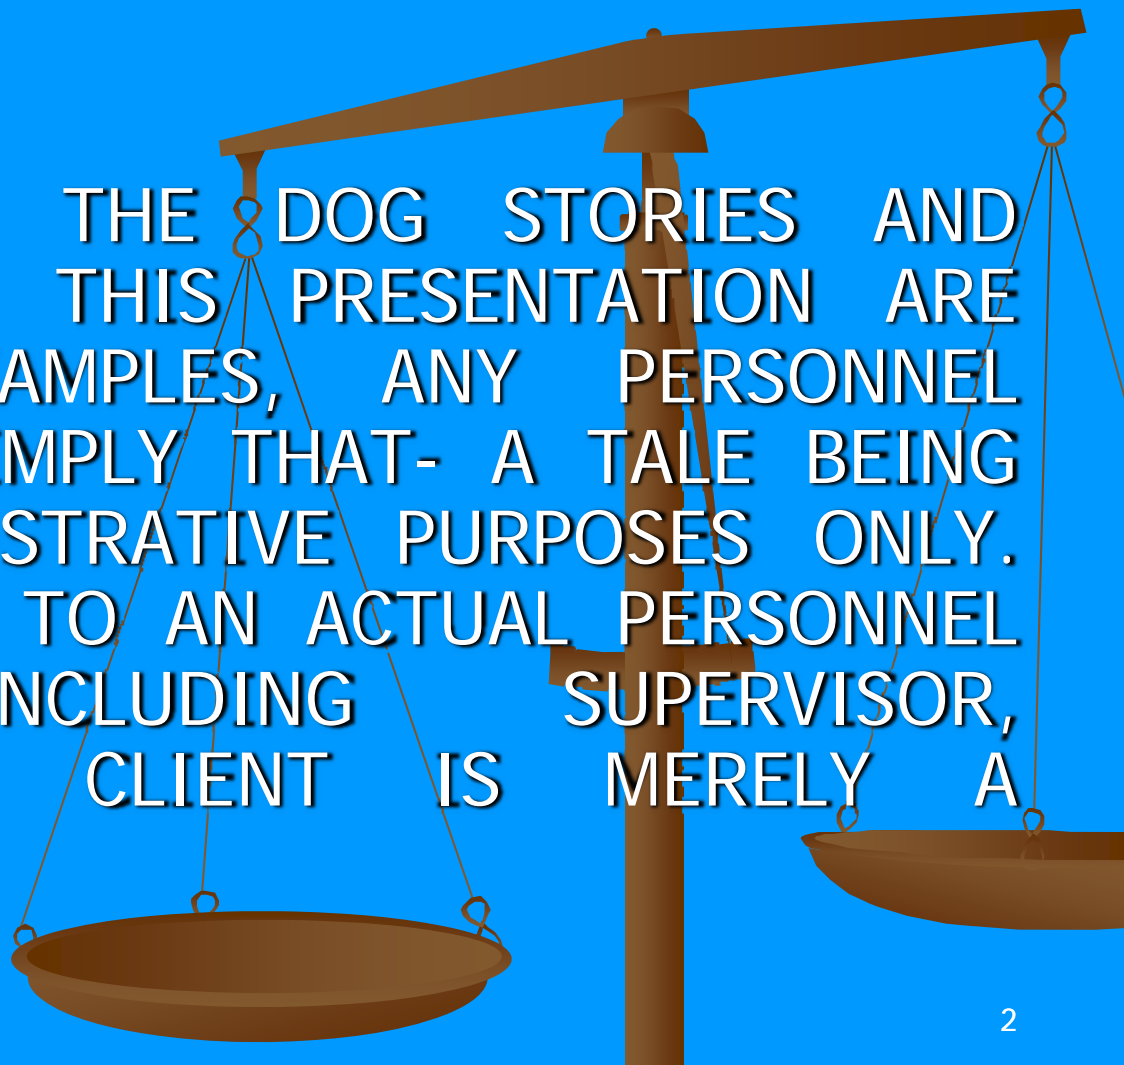 THE DOG STORIES AND
THIS PRESENTATION ARE
AMPLES, ANY PERSONNEL
MPLY THAT- A TALE BEING
STRATIVE PURPOSES ONLY.
TO AN ACTUAL PERSONNEL
NCLUDING SUPERVISOR,
CLIENT IS MERELY A
2